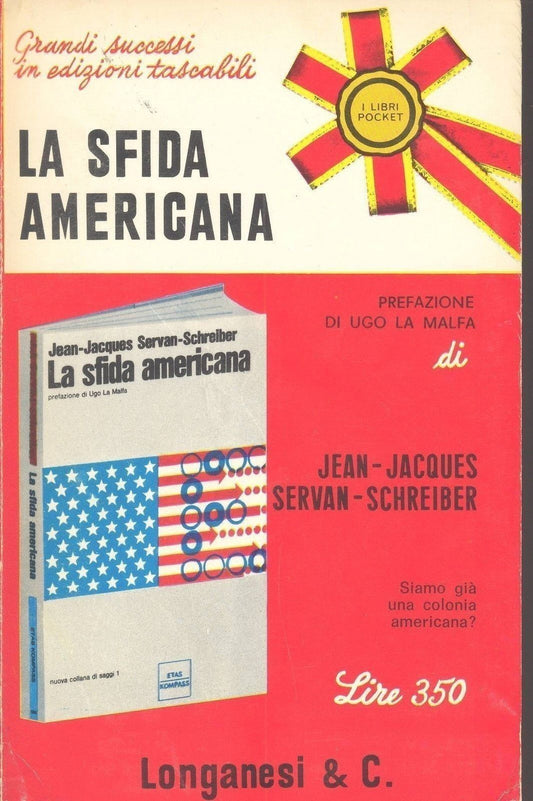 Grandi successi
in edizioni tascabili
I LIBRI
POCKET
LA SFIDA
AMERICANA
PREFAZIONE
DI UGO LA MALFA
di
Jean-Jacques Servan-Schreiber
La sfida americana
prefazione di Ugo La Malfa
La sfida americana
ETAS KOMPASS
nuova collana di saggi 1
ETAS
KOMPASS
JEAN-JACQUES
SERVAN-SCHREIBER
Siamo già
una colonia
americana?
Lire 350
Longanesi & C.